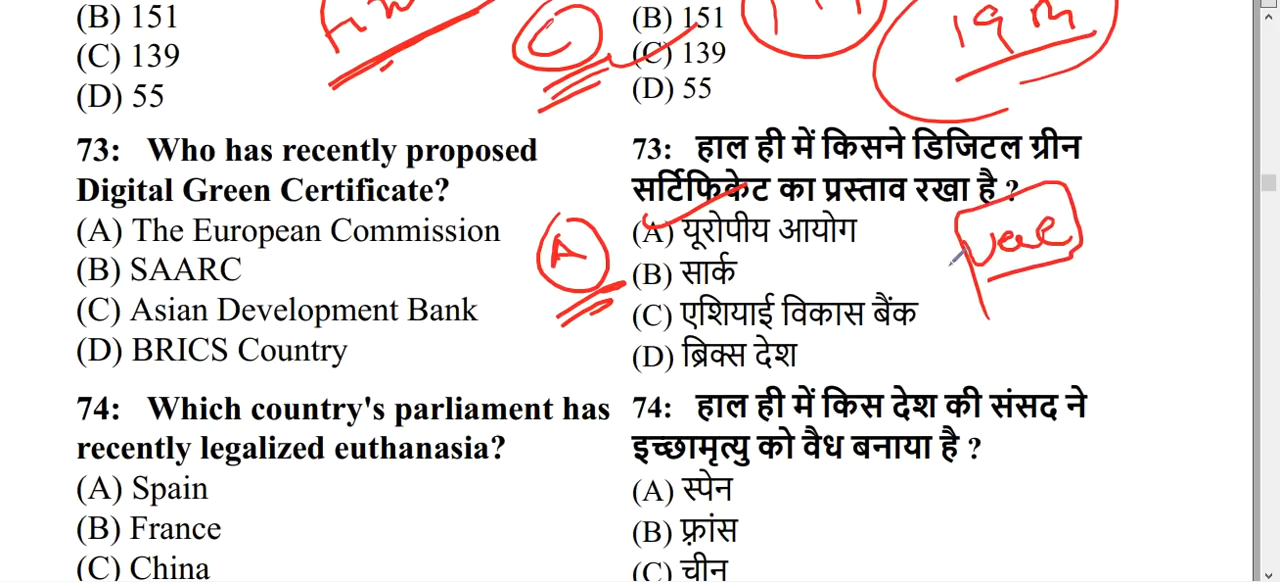 (B) 151
(C) 139
(D) 55
C
73: Who has recently proposed
Digital Green Certificate?
(A) The European Commission
(B) SAARC
(C) Asian Development Bank
(D) BRICS Country
A
74: Which country's parliament has
recently legalized euthanasia?
(A) Spain
(B) France
(C) China
(B) 151
(C) 139
(D) 55
73: हाल ही में किसने डिजिटल ग्रीन
सर्टिफिकेट का प्रस्ताव रखा है ?
(A) यूरोपीय आयोग
(B) सार्क
(C) एशियाई विकास बैंक
(D) ब्रिक्स देश
74: हाल ही में किस देश की संसद ने
इच्छामृत्यु को वैध बनाया है ?
(A) स्पेन
(B) फ़्रांस
(C) चीन